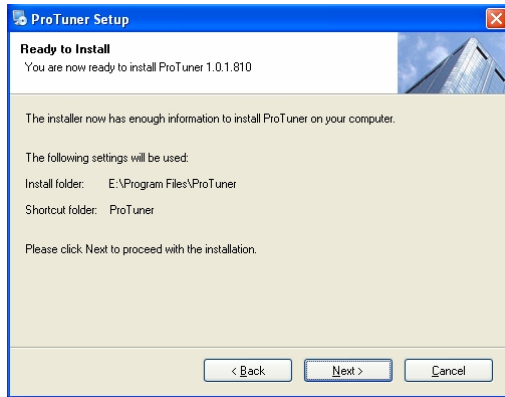 ProTuner Setup
Ready to Install
You are now ready to install ProTuner 1.0.1.810
The installer now has enough information to install ProTuner on your computer.
The following settings will be used:
Install folder: E:\Program Files\ProTuner
Shortcut folder: ProTuner
Please click Next to proceed with the installation.
< Back Next > Cancel